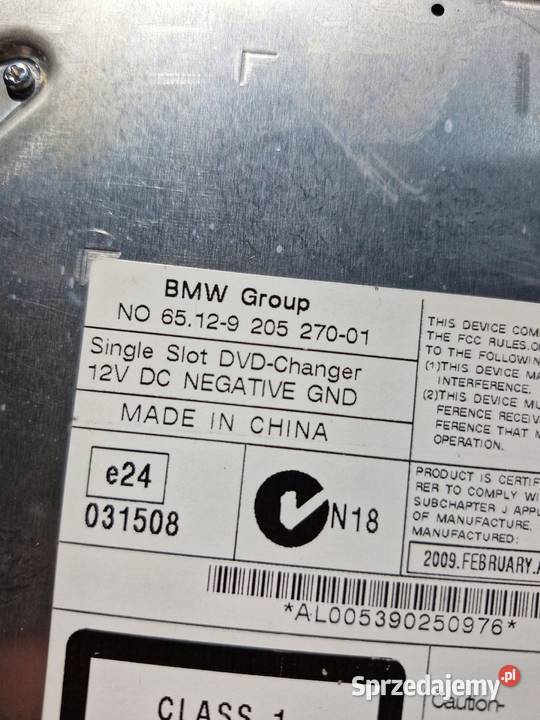 BMW Group
NO 65.12-9 205 270-01
Single Slot DVD-Changer
12V DC NEGATIVE GND
MADE IN CHINA
e24
031508
N18
THIS DEVICE COM
THE FCC RULES.O
TO THE FOLLOWIN
(1)THIS DEVICE MA
INTERFERENCE.
(2)THIS DEVICE MU
FERENCE RECEIV
FERENCE THAT M
OPERATION.
PRODUCT IS CERTIF
RER TO COMPLY WI
SUBCHAPTER J APPL
OF MANUFACTURE.
MANUFACTURED:
2009.FEBRUARY.A
*AL005390250976*
CLASS 1
Caution-
Sprzedajemy.pl